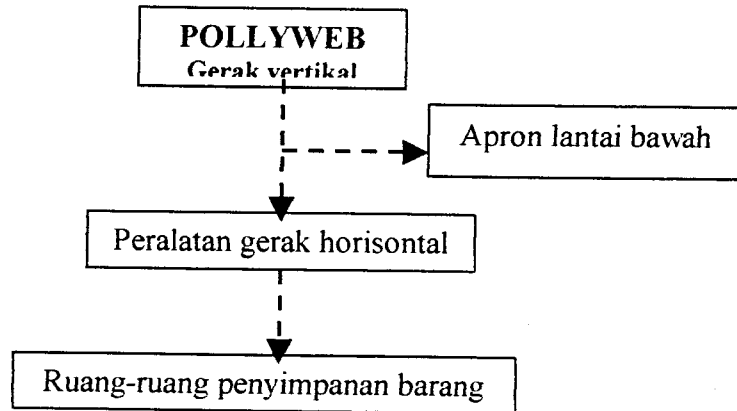 POLLYWEB
Gerak vertikal
Apron lantai bawah
Peralatan gerak horisontal
Ruang-ruang penyimpanan barang